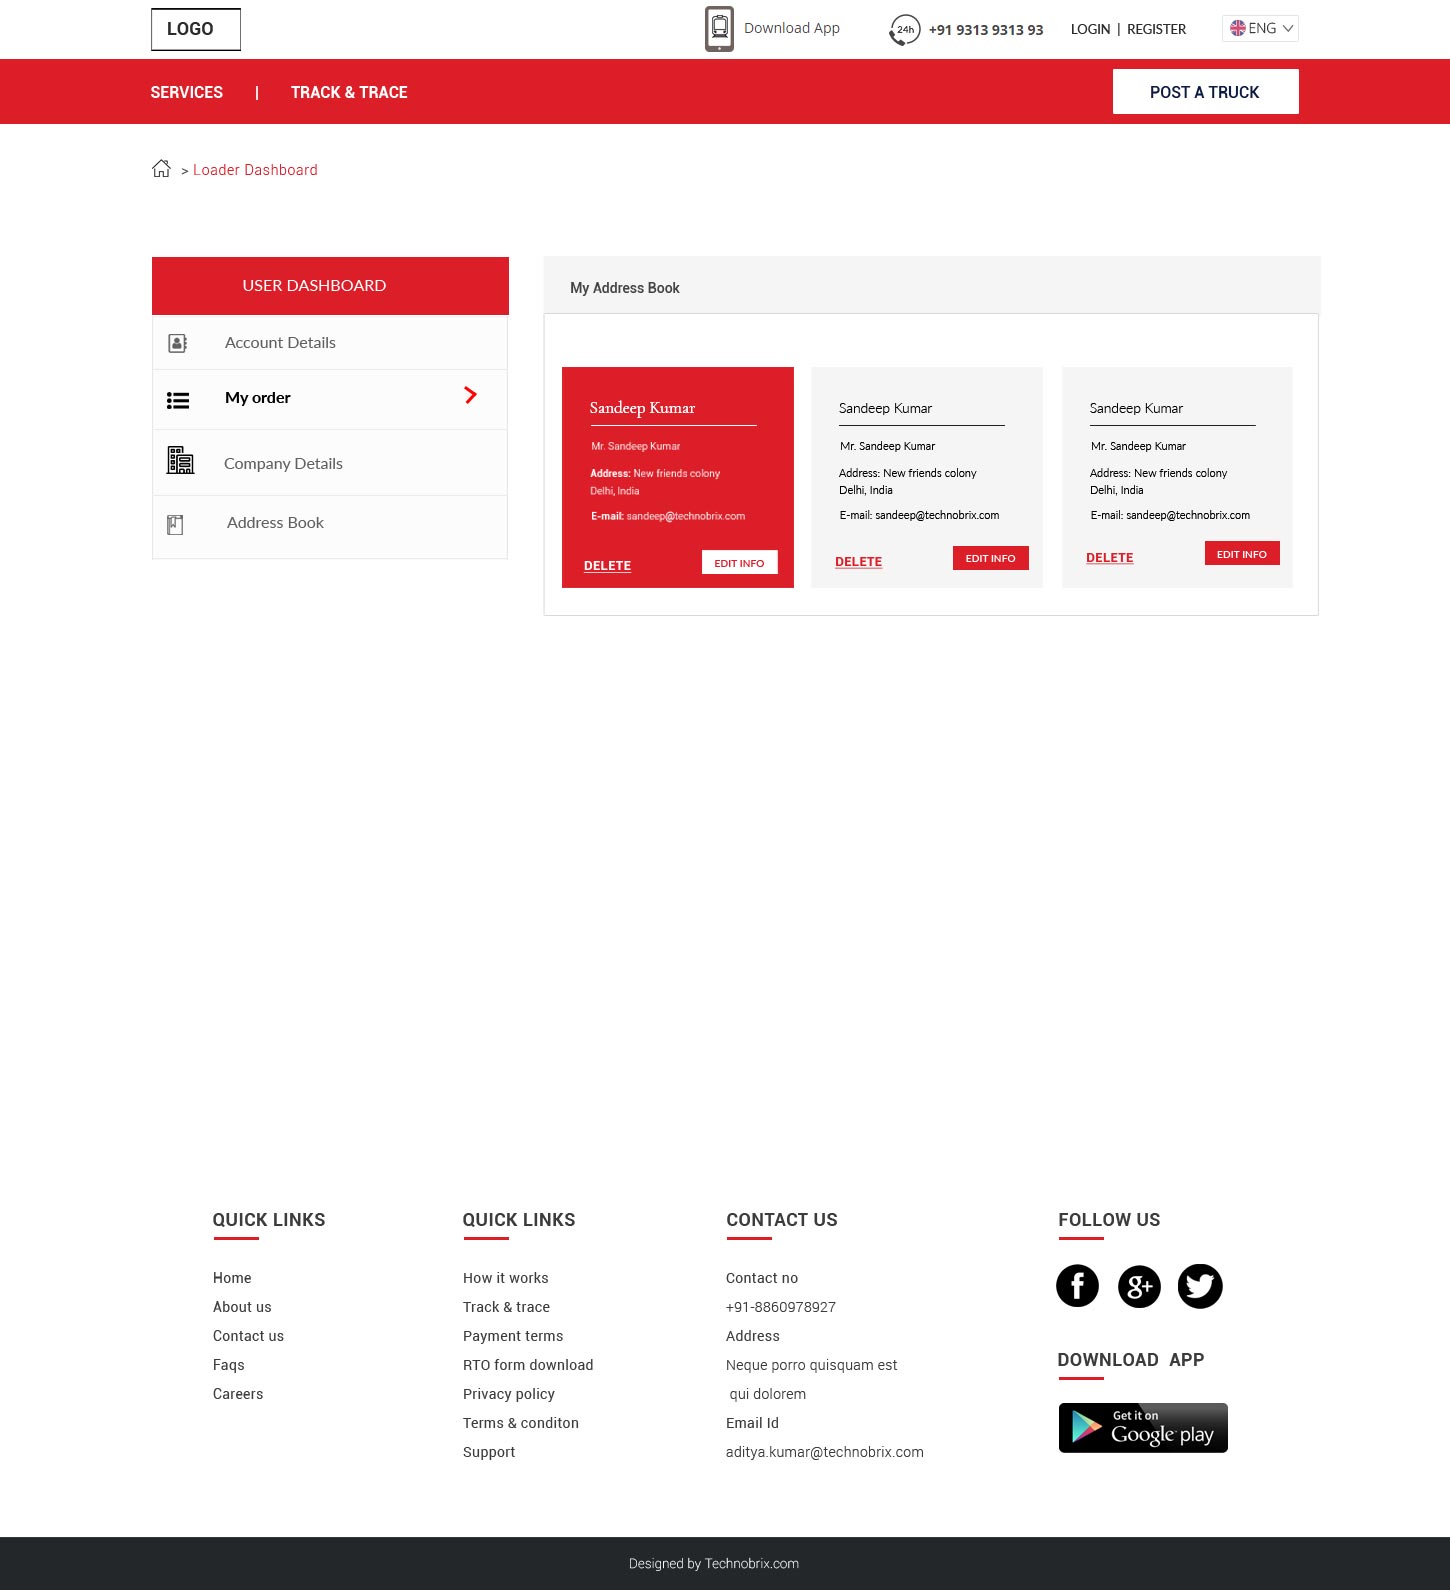 LOGO
Download App
24h
+91 9313 9313 93
LOGIN | REGISTER
ENG
SERVICES | TRACK & TRACE
POST A TRUCK
> Loader Dashboard
USER DASHBOARD
Account Details
My order
Company Details
Address Book
My Address Book
Sandeep Kumar
Mr. Sandeep Kumar
Address: New friends colony
Delhi, India
E-mail: sandeep@technobrix.com
DELETE
EDIT INFO
Sandeep Kumar
Mr. Sandeep Kumar
Address: New friends colony
Delhi, India
E-mail: sandeep@technobrix.com
DELETE
EDIT INFO
Sandeep Kumar
Mr. Sandeep Kumar
Address: New friends colony
Delhi, India
E-mail: sandeep@technobrix.com
DELETE
EDIT INFO
QUICK LINKS
Home
About us
Contact us
Faqs
Careers
QUICK LINKS
How it works
Track & trace
Payment terms
RTO form download
Privacy policy
Terms & conditon
Support
CONTACT US
Contact no
+91-8860978927
Address
Neque porro quisquam est
qui dolorem
Email Id
aditya.kumar@technobrix.com
FOLLOW US
f
g+
DOWNLOAD APP
Get it on
Google play
Designed by Technobrix.com